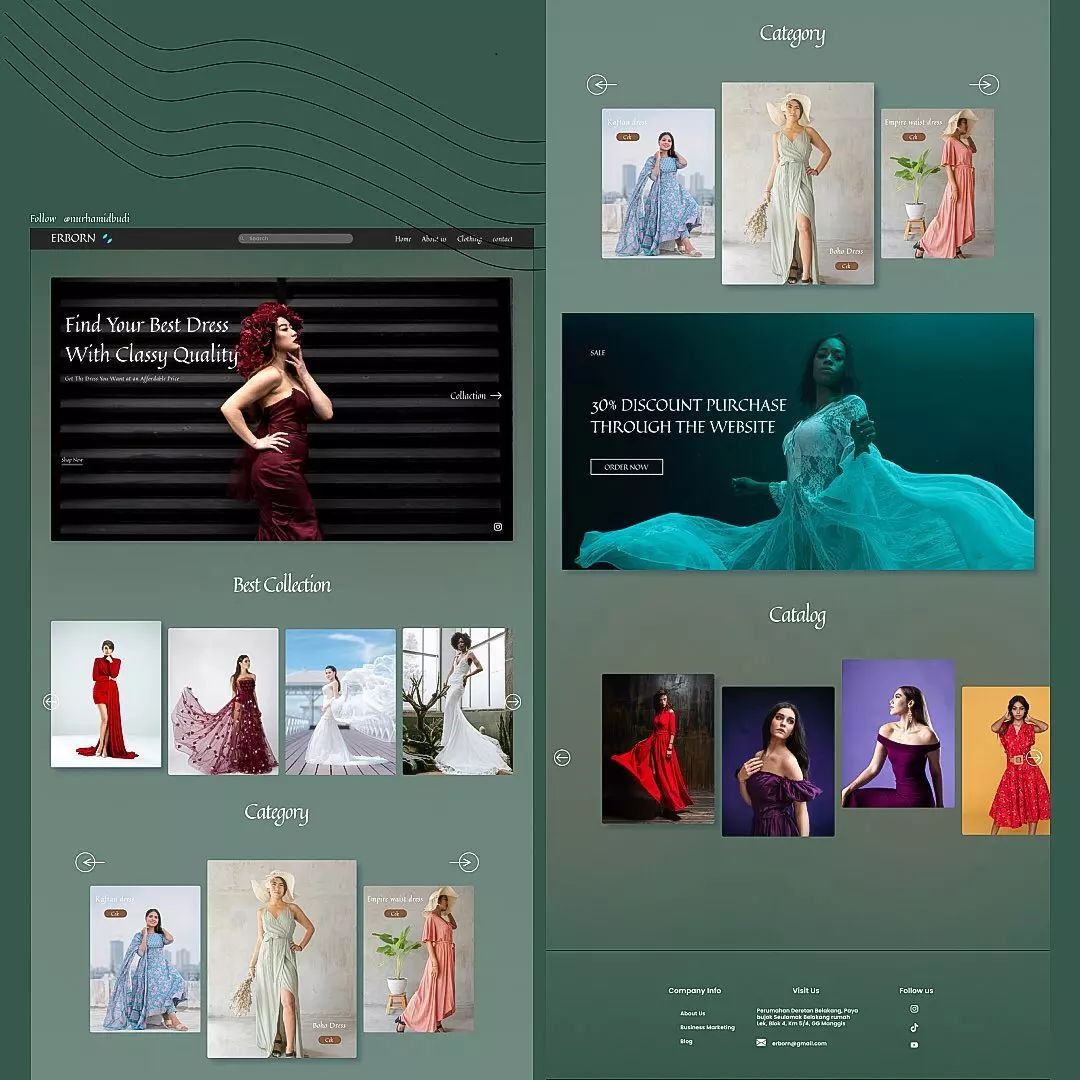 Follow @nurhamidbudi
ERBORN
Search
Home About us Clothing contact
Find Your Best Dress
With Classy Quality
Get Ths Dress You Want at an Affordable Price
Collaction
Shop Now
Best Collection
Category
Kaftan dress
Cek
Empire waist dress
Cek
Boho Dress
Cek
Category
Kaftan dress
Cek
Empire waist dress
Cek
Boho Dress
Cek
SALE
30% DISCOUNT PURCHASE
THROUGH THE WEBSITE
ORDER NOW
Catalog
Company Info
About Us
Business Marketing
Blog
Visit Us
Perumahan Deretan Belakang, Paya
bujok Seulamak Belakang rumah
Lek, Blok 4, Km 5/4, GG Manggis
erborn@gmail.com
Follow us